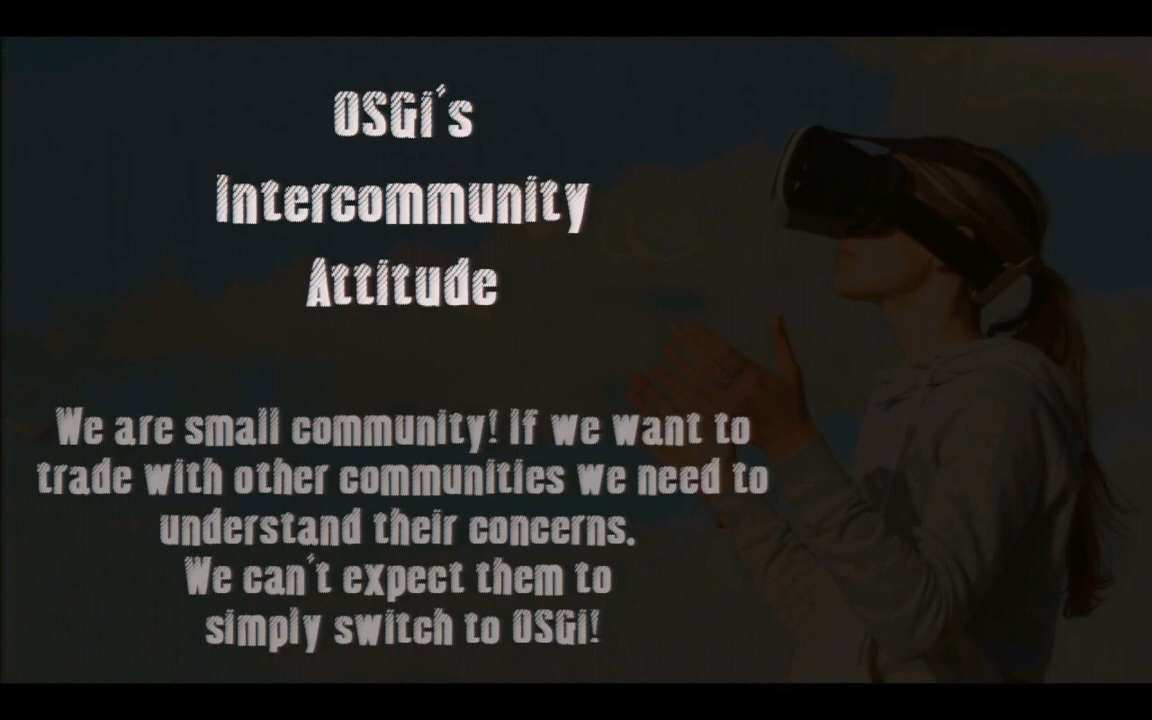 OSGi's
Intercommunity
Attitude
We are small community! If we want to
trade with other communities we need to
understand their concerns.
We can't expect them to
simply switch to OSGi!